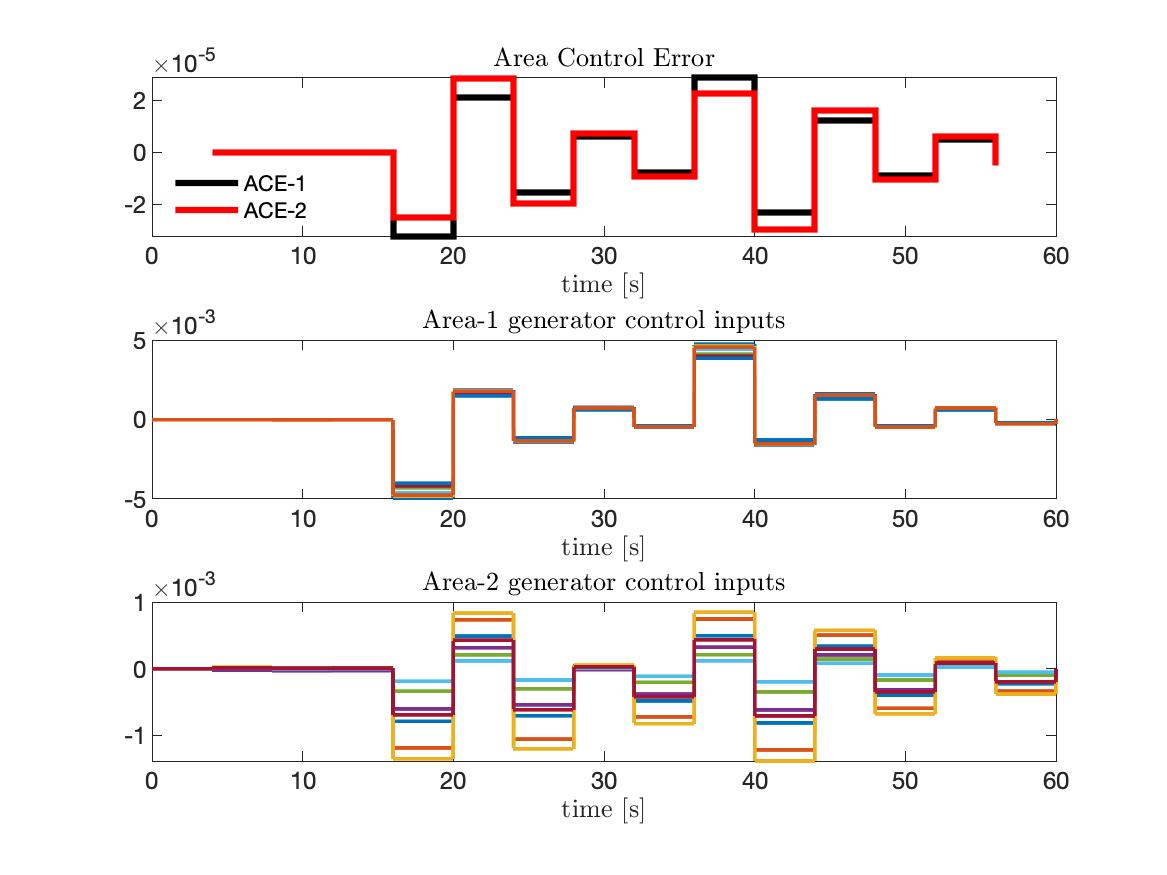 ×10⁻⁵
Area Control Error
2
0
-2
ACE-1
ACE-2
0 10 20 30 40 50 60
time [s]
×10⁻³
Area-1 generator control inputs
5
0
-5
0 10 20 30 40 50 60
time [s]
×10⁻³
Area-2 generator control inputs
1
0
-1
0 10 20 30 40 50 60
time [s]